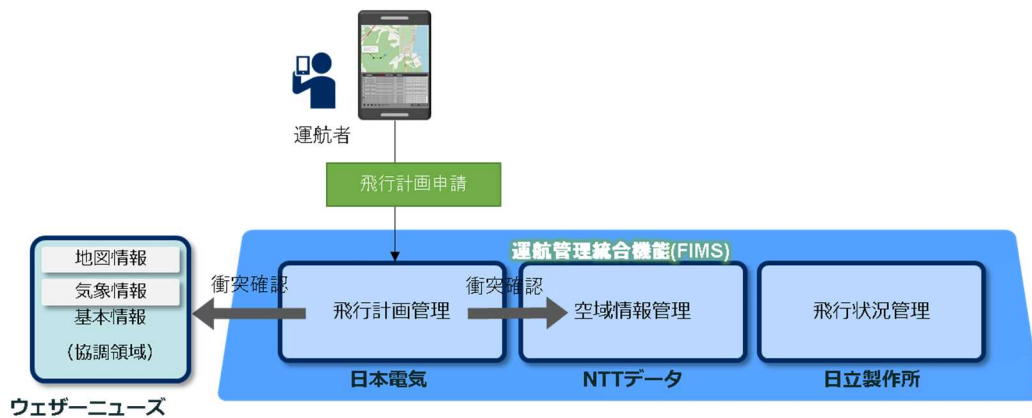 運航者
飛行計画申請
運航管理統合機能(FIMS)
地図情報
気象情報
基本情報
(協調領域)
衝突確認
飛行計画管理
衝突確認
空域情報管理
飛行状況管理
日本電気
NTTデータ
日立製作所
ウェザーニューズ